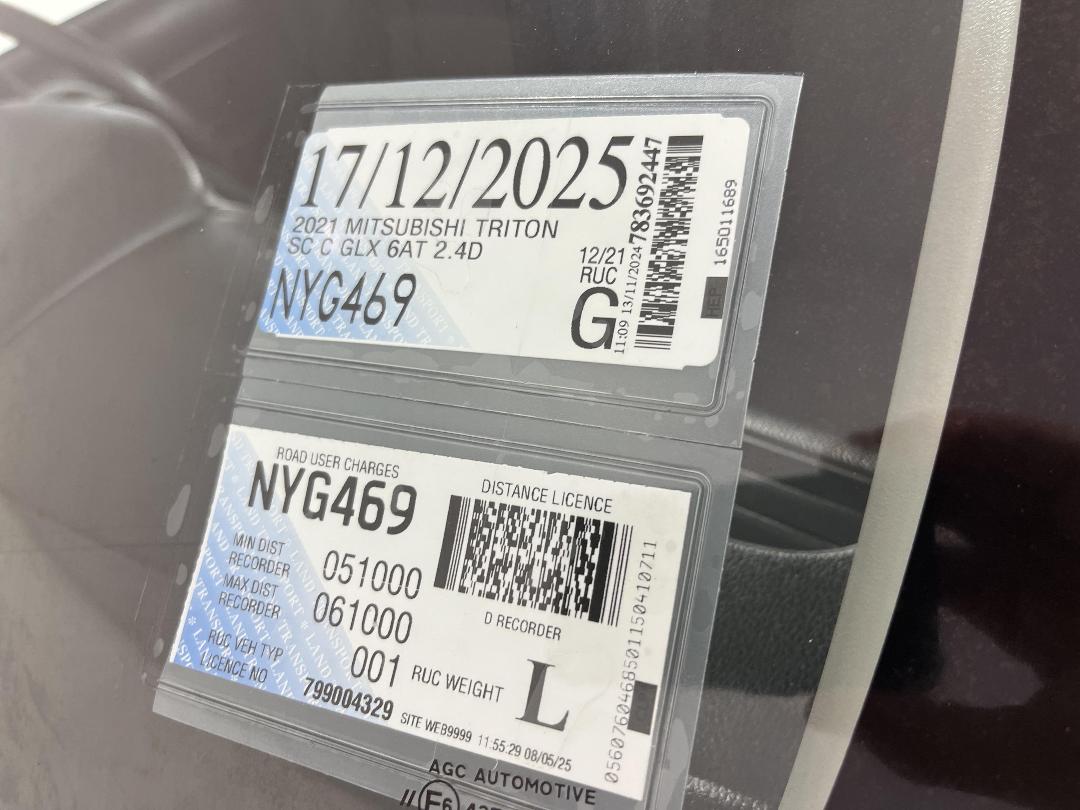 17/12/2025
2021 MITSUBISHI TRITON
SC C GLX 6AT 2.4D
NYG469
12/21
RUC
G
11:09 13/11/2024 783692447
165011689
ROAD USER CHARGES
NYG469
DISTANCE LICENCE
MIN DIST
RECORDER
051000
MAX DIST
RECORDER
061000
D RECORDER
RUC VEH TYP
001
RUC WEIGHT
L
LICENCE NO
799004329
SITE WEB9999 11:55:29 08/05/25
AGC AUTOMOTIVE
E6